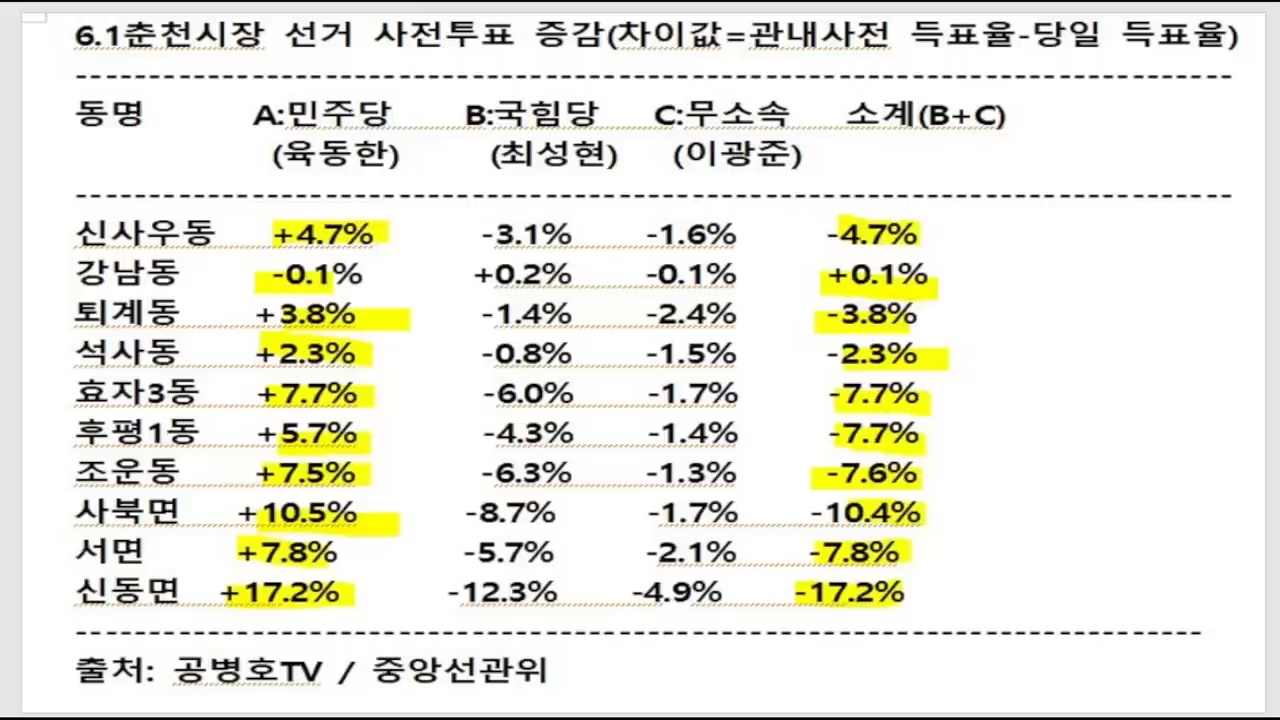 6.1춘천시장 선거 사전투표 증감(차이값=관내사전 득표율-당일 득표율)
--------------------------------------------------------------------------------
동명 A:민주당 B:국힘당 C:무소속 소계(B+C)
(육동한) (최성현) (이광준)
--------------------------------------------------------------------------------
신사우동 +4.7% -3.1% -1.6% -4.7%
강남동 -0.1% +0.2% -0.1% +0.1%
퇴계동 +3.8% -1.4% -2.4% -3.8%
석사동 +2.3% -0.8% -1.5% -2.3%
효자3동 +7.7% -6.0% -1.7% -7.7%
후평1동 +5.7% -4.3% -1.4% -7.7%
조운동 +7.5% -6.3% -1.3% -7.6%
사북면 +10.5% -8.7% -1.7% -10.4%
서면 +7.8% -5.7% -2.1% -7.8%
신동면 +17.2% -12.3% -4.9% -17.2%
--------------------------------------------------------------------------------
출처: 공병호TV / 중앙선관위